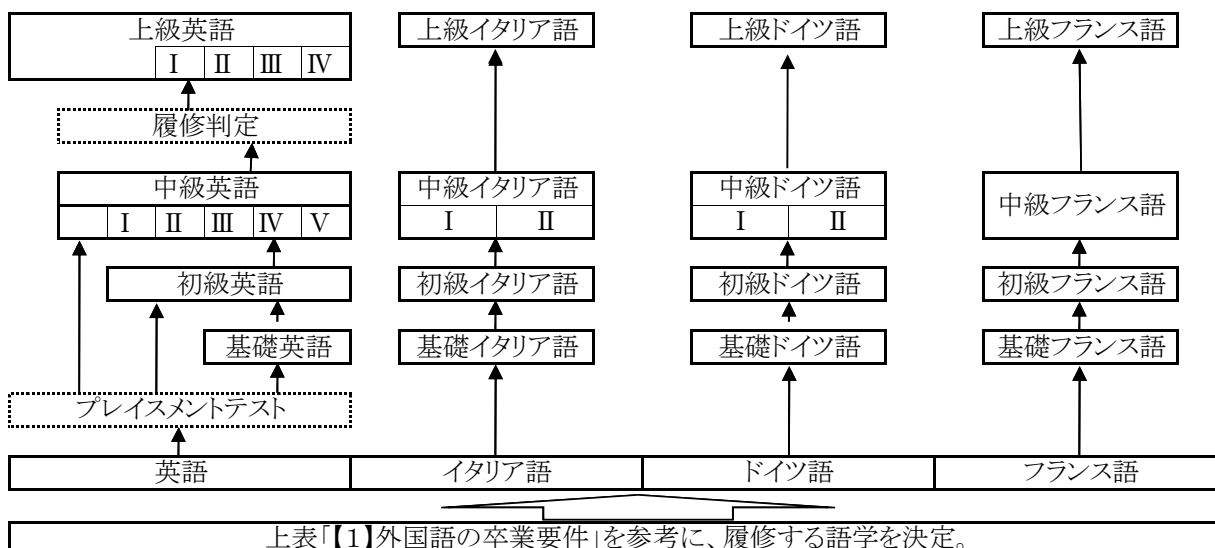 上級英語
Ⅰ Ⅱ Ⅲ Ⅳ
上級イタリア語
上級ドイツ語
上級フランス語
履修判定
中級英語
Ⅰ Ⅱ Ⅲ Ⅳ Ⅴ
中級イタリア語
Ⅰ Ⅱ
中級ドイツ語
Ⅰ Ⅱ
中級フランス語
初級英語
初級イタリア語
初級ドイツ語
初級フランス語
基礎英語
基礎イタリア語
基礎ドイツ語
基礎フランス語
プレイスメントテスト
英語
イタリア語
ドイツ語
フランス語
上表「【1】外国語の卒業要件」を参考に、履修する語学を決定。